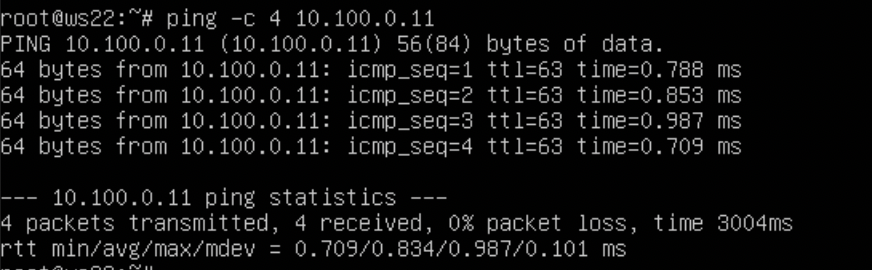 root@ws22:~# ping -c 4 10.100.0.11
PING 10.100.0.11 (10.100.0.11) 56(84) bytes of data.
64 bytes from 10.100.0.11: icmp_seq=1 ttl=63 time=0.788 ms
64 bytes from 10.100.0.11: icmp_seq=2 ttl=63 time=0.853 ms
64 bytes from 10.100.0.11: icmp_seq=3 ttl=63 time=0.987 ms
64 bytes from 10.100.0.11: icmp_seq=4 ttl=63 time=0.709 ms
--- 10.100.0.11 ping statistics ---
4 packets transmitted, 4 received, 0% packet loss, time 3004ms
rtt min/avg/max/mdev = 0.709/0.834/0.987/0.101 ms
root@ws22:~#